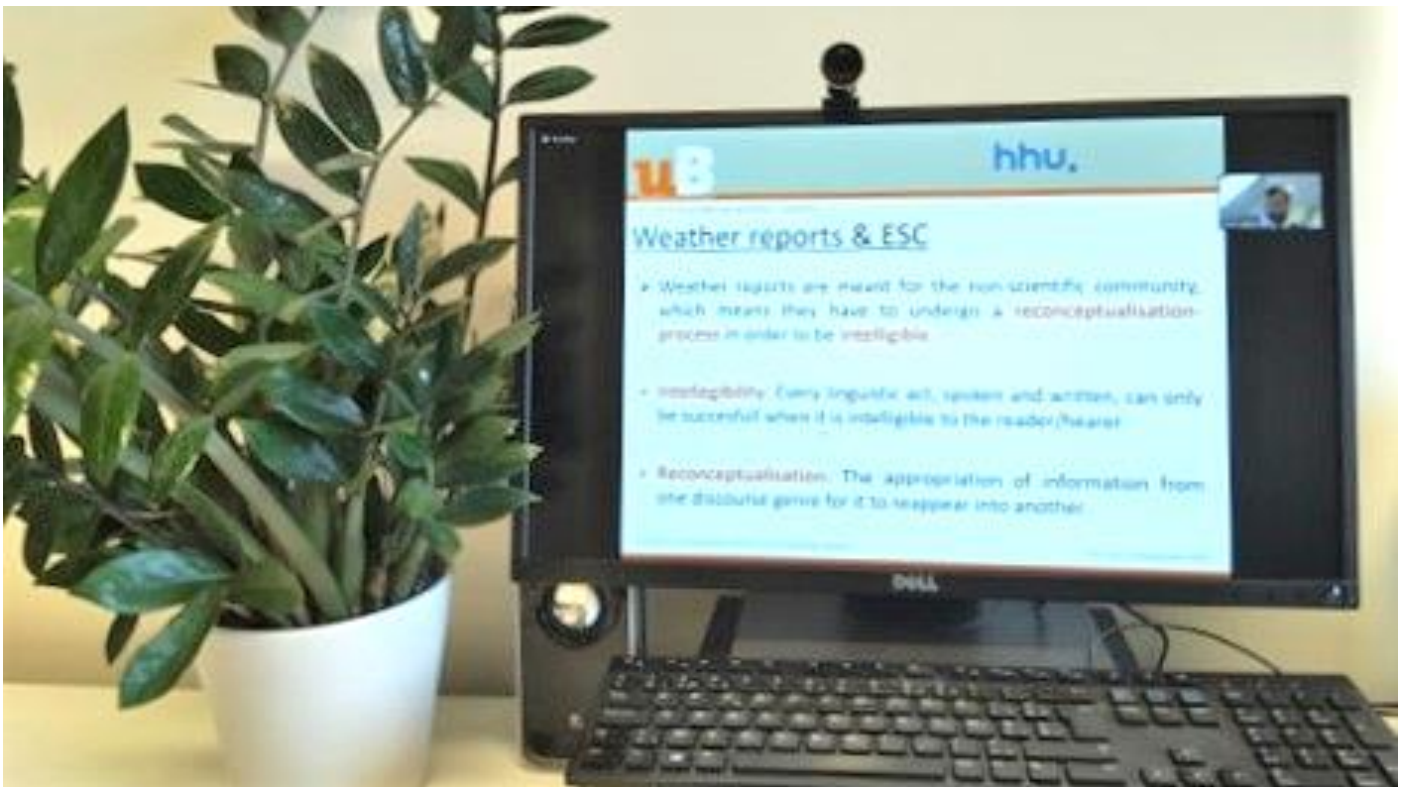 uB
hhu.
Weather reports & ESC
Weather reports are meant for the non-scientific community,
which means they have to undergo a reconceptualisation-
process in order to be intelligible
Intellegibility: Every linguistic act, spoken and written, can only
be succesfull when it is intelligible to the reader/hearer
Reconceptualisation: The appropriation of information from
one discourse genre for it to reappear into another
DELL